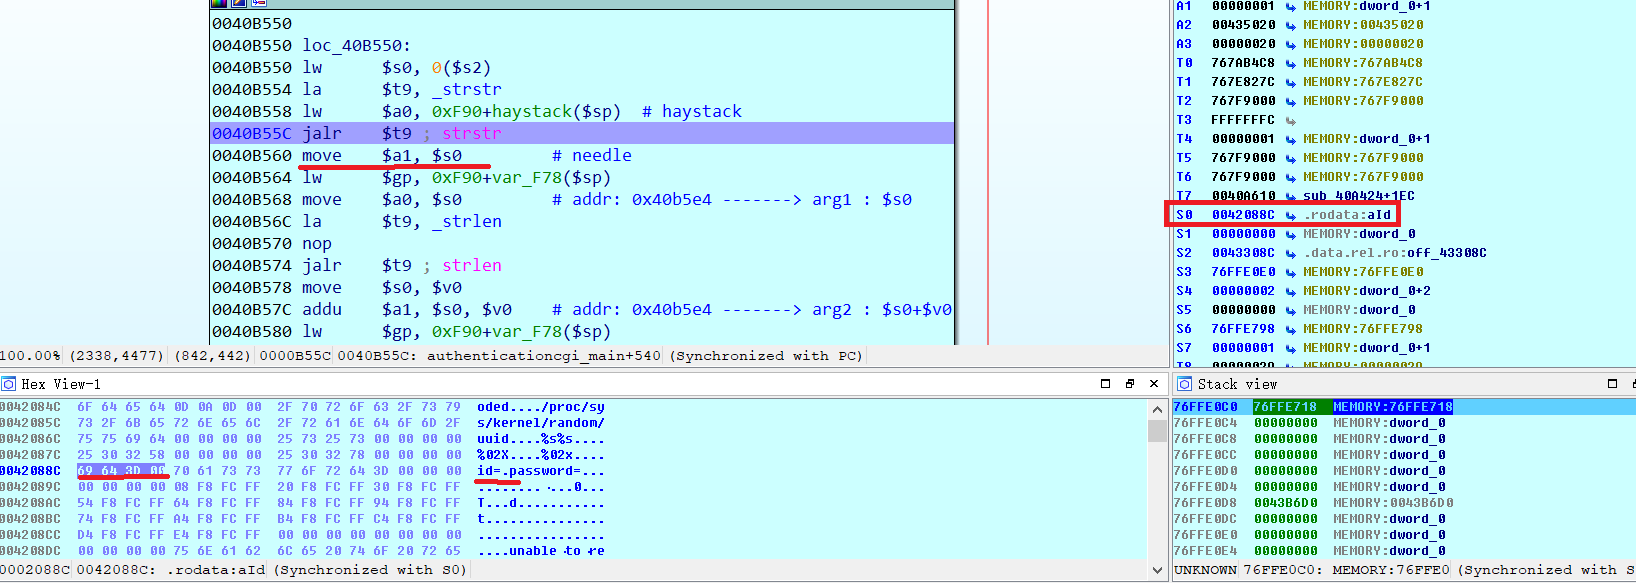 0040B550
0040B550 loc_40B550:
0040B550 lw $s0, 0($s2)
0040B554 la $t9, _strstr
0040B558 lw $a0, 0xF90+haystack($sp) # haystack
0040B55C jalr $t9 ; strstr
0040B560 move $a1, $s0 # needle
0040B564 lw $gp, 0xF90+var_F78($sp)
0040B568 move $a0, $s0 # addr: 0x40b5e4 -------> arg1 : $s0
0040B56C la $t9, _strlen
0040B570 nop
0040B574 jalr $t9 ; strlen
0040B578 move $s0, $v0
0040B57C addu $a1, $s0, $v0 # addr: 0x40b5e4 -------> arg2 : $s0+$v0
0040B580 lw $gp, 0xF90+var_F78($sp)
100.00% (2338,4477) (842,442) 0000B55C 0040B55C: authenticationcgi_main+540 (Synchronized with PC)
A1 00000001 MEMORY:dword_0+1
A2 00435020 MEMORY:00435020
A3 00000020 MEMORY:00000020
T0 767AB4C8 MEMORY:767AB4C8
T1 767E827C MEMORY:767E827C
T2 767F9000 MEMORY:767F9000
T3 FFFFFFFC
T4 00000001 MEMORY:dword_0+1
T5 767F9000 MEMORY:767F9000
T6 767F9000 MEMORY:767F9000
T7 0040A610 sub_40A424+1EC
S0 0042088C .rodata:aId
S1 00000000 MEMORY:dword_0
S2 0043308C .data.rel.ro:off_43308C
S3 76FFE0E0 MEMORY:76FFE0E0
S4 00000002 MEMORY:dword_0+2
S5 00000000 MEMORY:dword_0
S6 76FFE798 MEMORY:76FFE798
S7 00000001 MEMORY:dword_0+1
Hex View-1
0042084C 6F 64 65 64 0D 0A 0D 00 2F 70 72 6F 63 2F 73 79 oded..../proc/sy
0042085C 73 2F 6B 65 72 6E 65 6C 2F 72 61 6E 64 6F 6D 2F s/kernel/random/
0042086C 75 75 69 64 00 00 00 00 25 73 25 73 00 00 00 00 uuid....%s%s....
0042087C 25 30 32 58 00 00 00 00 25 30 32 78 00 00 00 00 %02X....%02x....
0042088C 69 64 3D 00 70 61 73 73 77 6F 72 64 3D 00 00 00 id=.password=...
0042089C 00 00 00 00 08 F8 FC FF 20 F8 FC FF 30 F8 FC FF ........ ...0...
004208AC 54 F8 FC FF 64 F8 FC FF 84 F8 FC FF 94 F8 FC FF T...d...........
004208BC 74 F8 FC FF A4 F8 FC FF B4 F8 FC FF C4 F8 FC FF t...............
004208CC D4 F8 FC FF E4 F8 FC FF 00 00 00 00 00 00 00 00 ................
004208DC 00 00 00 00 75 6E 61 62 6C 65 20 74 6F 20 72 65 ....unable to re
0002088C 0042088C: .rodata:aId (Synchronized with S0)
Stack view
76FFE0C0 76FFE718 MEMORY:76FFE718
76FFE0C4 00000000 MEMORY:dword_0
76FFE0C8 00000000 MEMORY:dword_0
76FFE0CC 00000000 MEMORY:dword_0
76FFE0D0 00000000 MEMORY:dword_0
76FFE0D4 00000000 MEMORY:dword_0
76FFE0D8 0043B6D0 MEMORY:0043B6D0
76FFE0DC 00000000 MEMORY:dword_0
76FFE0E0 00000000 MEMORY:dword_0
76FFE0E4 00000000 MEMORY:dword_0
UNKNOWN 76FFE0C0: MEMORY:76FFE0 (Synchronized with S